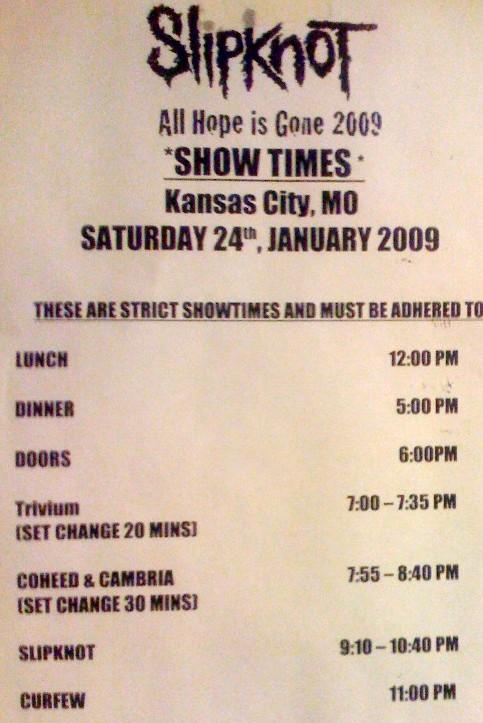 SlipKnoT
All Hope is Gone 2009
*SHOW TIMES*
Kansas City, MO
SATURDAY 24th, JANUARY 2009
THESE ARE STRICT SHOWTIMES AND MUST BE ADHERED TO
LUNCH 12:00 PM
DINNER 5:00 PM
DOORS 6:00PM
Trivium 7:00 – 7:35 PM
(SET CHANGE 20 MINS)
COHEED & CAMBRIA 7:55 – 8:40 PM
(SET CHANGE 30 MINS)
SLIPKNOT 9:10 – 10:40 PM
CURFEW 11:00 PM